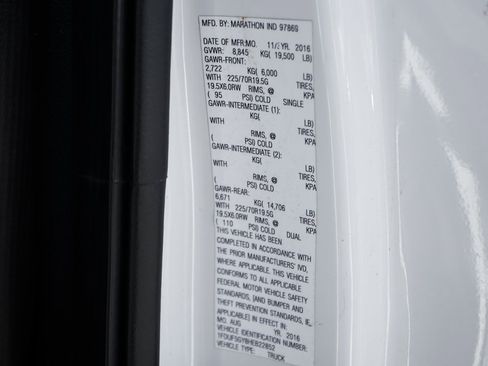 MFD. BY: MARATHON IND 97869
DATE OF MFR:MO. 11/ YR. 2016
GVWR: 8,845 KG( 19,500 LB)
GAWR-FRONT:
2,722 KG( 6,000 LB)
WITH 225/70R19.5G TIRES,
19.5X6.0RW RIMS, @ KPA
( 95 PSI) COLD SINGLE
GAWR-INTERMEDIATE (1):
KG( LB)
WITH TIRES,
RIMS, @ KPA
( PSI) COLD
GAWR-INTERMEDIATE (2):
KG( LB)
WITH TIRES,
RIMS, @ KPA
( PSI) COLD
GAWR-REAR:
6,671 KG( 14,706 LB)
WITH 225/70R19.5G TIRES,
19.5X6.0RW RIMS, @ KPA
( 110 PSI) COLD DUAL
THIS VEHICLE HAS BEEN
COMPLETED IN ACCORDANCE WITH
THE PRIOR MANUFACTURERS' IVD,
WHERE APPLICABLE. THIS VEHICLE
CONFORMS TO ALL APPLICABLE
FEDERAL MOTOR VEHICLE SAFETY
STANDARDS, [AND BUMPER AND
THEFT PREVENTION STANDARDS, IF
APPLICABLE] IN EFFECT IN
MO. AUG YR. 2016
VEHICLE IDENTIFICATION NUMBER:
VEHICLE TYPE: TRUCK